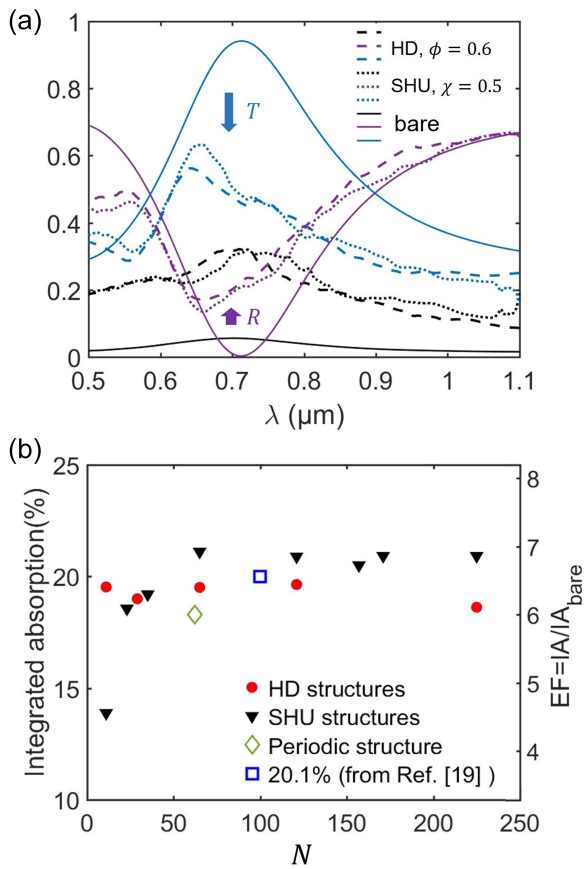 (a)
1
0.8
0.6
0.4
0.2
0
HD, ϕ = 0.6
SHU, χ = 0.5
bare
T
R
0.5 0.6 0.7 0.8 0.9 1 1.1
λ (μm)
(b)
Integrated absorption(%)
25
20
15
10
8
7
6
5
4
EF=IA/IA_bare
HD structures
SHU structures
Periodic structure
20.1% (from Ref. [19] )
0 50 100 150 200 250
N